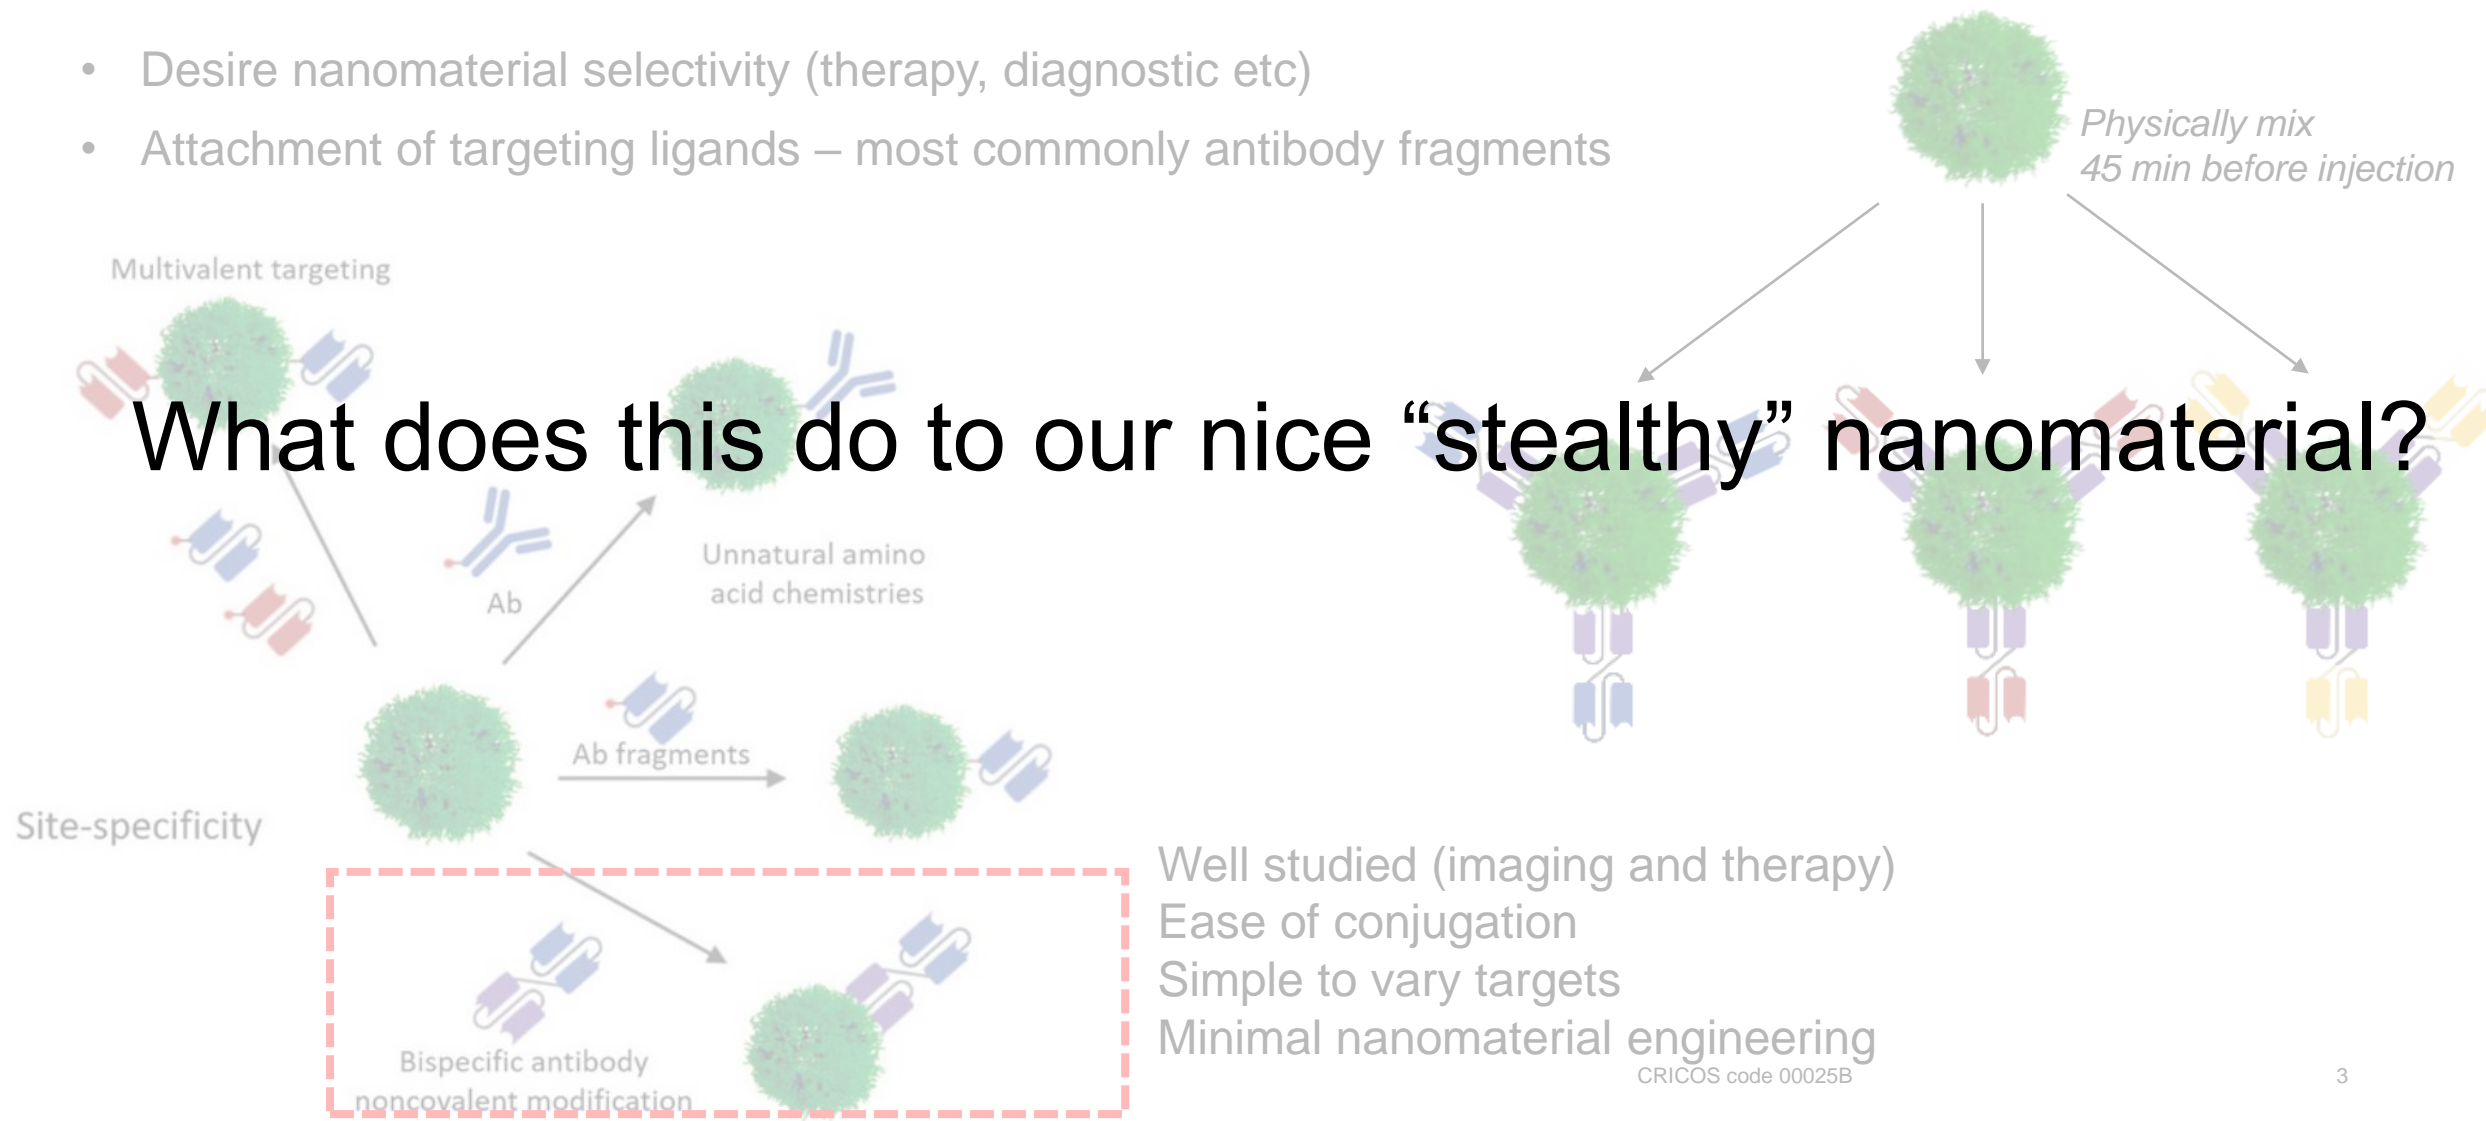 • Desire nanomaterial selectivity (therapy, diagnostic etc)
• Attachment of targeting ligands – most commonly antibody fragments
Physically mix
45 min before injection
Multivalent targeting
What does this do to our nice “stealthy” nanomaterial?
Unnatural amino
acid chemistries
Ab
Ab fragments
Site-specificity
Bispecific antibody
noncovalent modification
Well studied (imaging and therapy)
Ease of conjugation
Simple to vary targets
Minimal nanomaterial engineering
CRICOS code 00025B
3